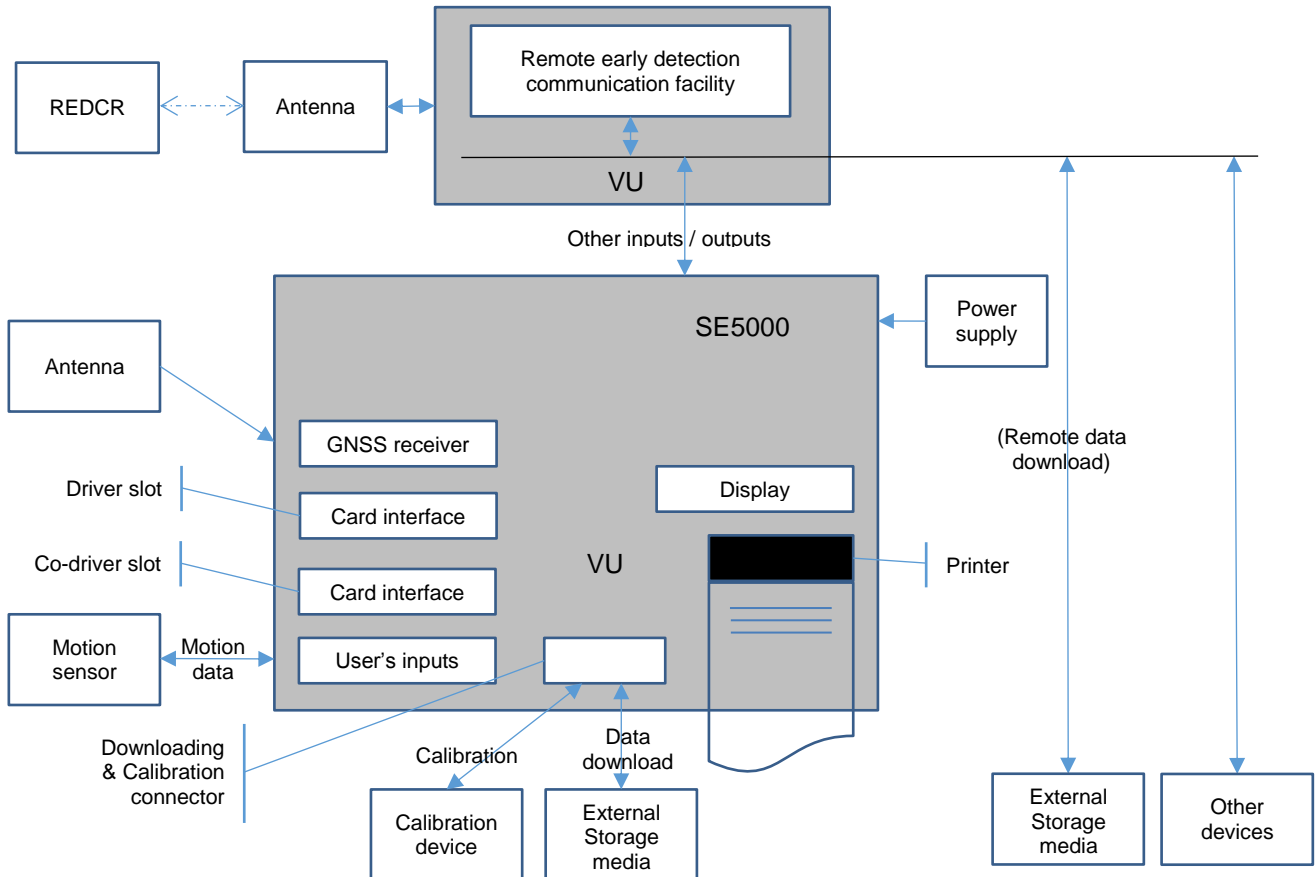 Remote early detection
communication facility
REDCR
Antenna
VU
Other inputs / outputs
SE5000
Power
supply
Antenna
GNSS receiver
(Remote data
download)
Driver slot
Display
Card interface
Co-driver slot
VU
Printer
Card interface
Motion
sensor
Motion
data
User's inputs
Downloading
& Calibration
connector
Calibration
Data
download
Calibration
device
External
Storage
media
External
Storage
media
Other
devices